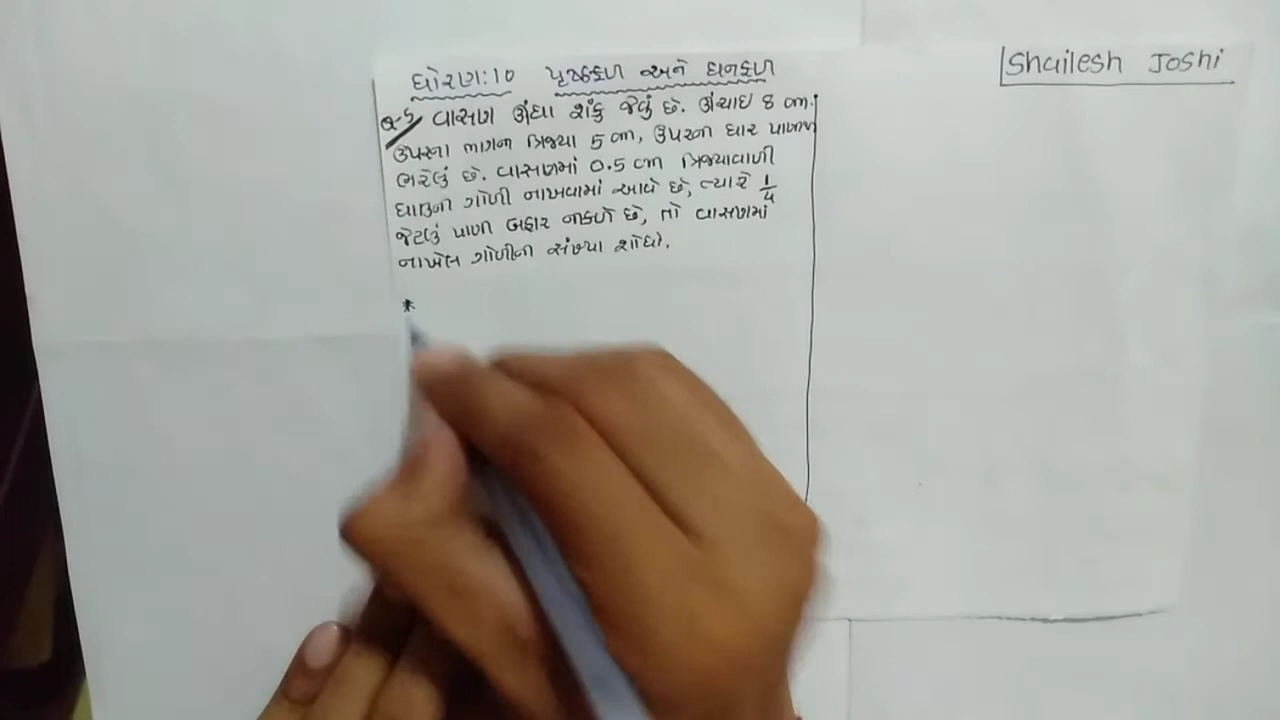 Shailesh Joshi
ધોરણ:10 પૃષ્ઠફળ અને ઘનફળ
Q-5 વાસણ ઊંધા શંકુ જેવું છે. ઊંચાઈ 8 cm.
ઉપરના ભાગના ત્રિજ્યા 5 cm, ઉપરની ધાર પાણીથી
ભરેલું છે. વાસણમાં 0.5 cm ત્રિજ્યાવાળી
ધાતુની ગોળી નાખવામાં આવે છે, ત્યારે 1/4
જેટલું પાણી બહાર નીકળે છે, તો વાસણમાં
નાખેલ ગોળીની સંખ્યા શોધો.
*